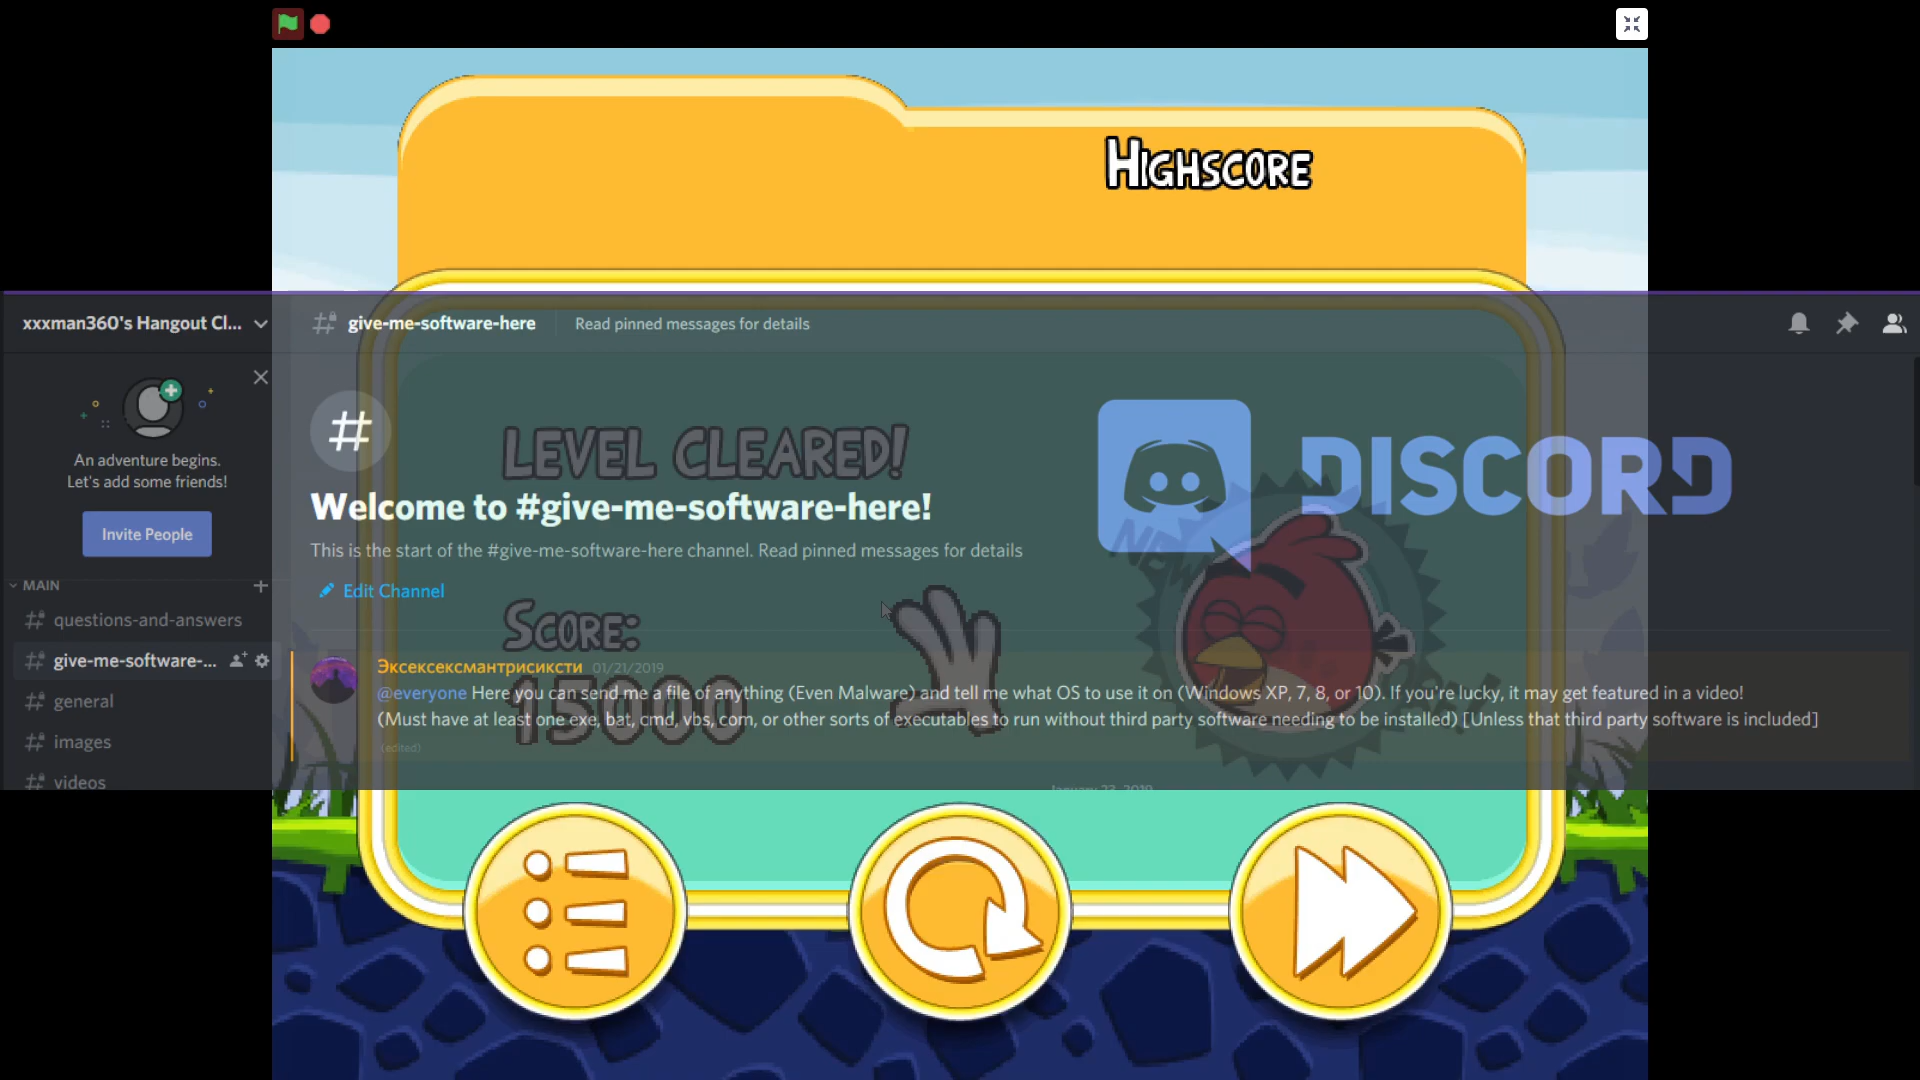 Highscore
xxxman360's Hangout Cl...
give-me-software-here
Read pinned messages for details
An adventure begins.
Let's add some friends!
Invite People
MAIN
questions-and-answers
give-me-software-...
general
images
videos
LEVEL CLEARED!
DISCORD
NEW
Welcome to #give-me-software-here!
This is the start of the #give-me-software-here channel. Read pinned messages for details
Edit Channel
Score:
15000
Эксексексмантрисиксти 01/21/2019
@everyone Here you can send me a file of anything (Even Malware) and tell me what OS to use it on (Windows XP, 7, 8, or 10). If you're lucky, it may get featured in a video!
(Must have at least one exe, bat, cmd, vbs, com, or other sorts of executables to run without third party software needing to be installed) [Unless that third party software is included]
(edited)
January 23, 2019